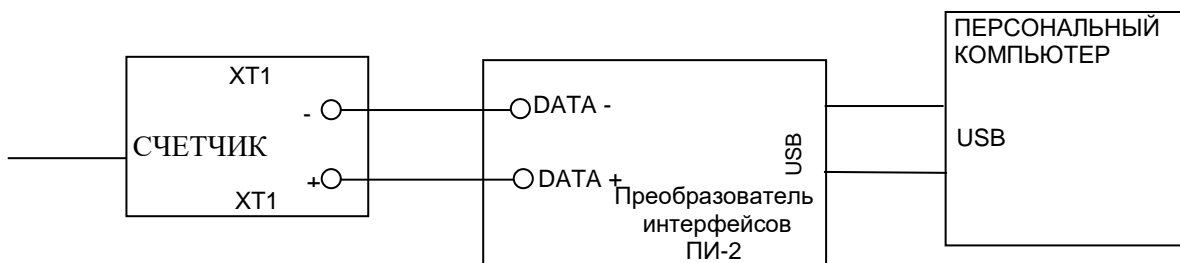 ПЕРСОНАЛЬНЫЙ
КОМПЬЮТЕР
XT1
-
DATA -
СЧЕТЧИК
USB
USB
+
DATA +
XT1
Преобразователь
интерфейсов
ПИ-2